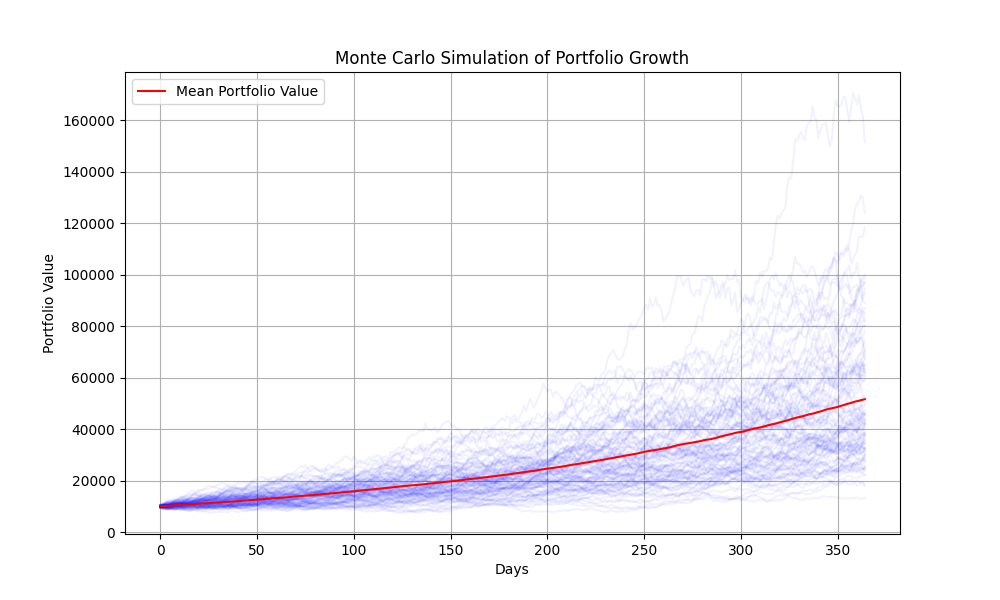 Monte Carlo Simulation of Portfolio Growth
Mean Portfolio Value
Portfolio Value
160000
140000
120000
100000
80000
60000
40000
20000
0
0 50 100 150 200 250 300 350
Days